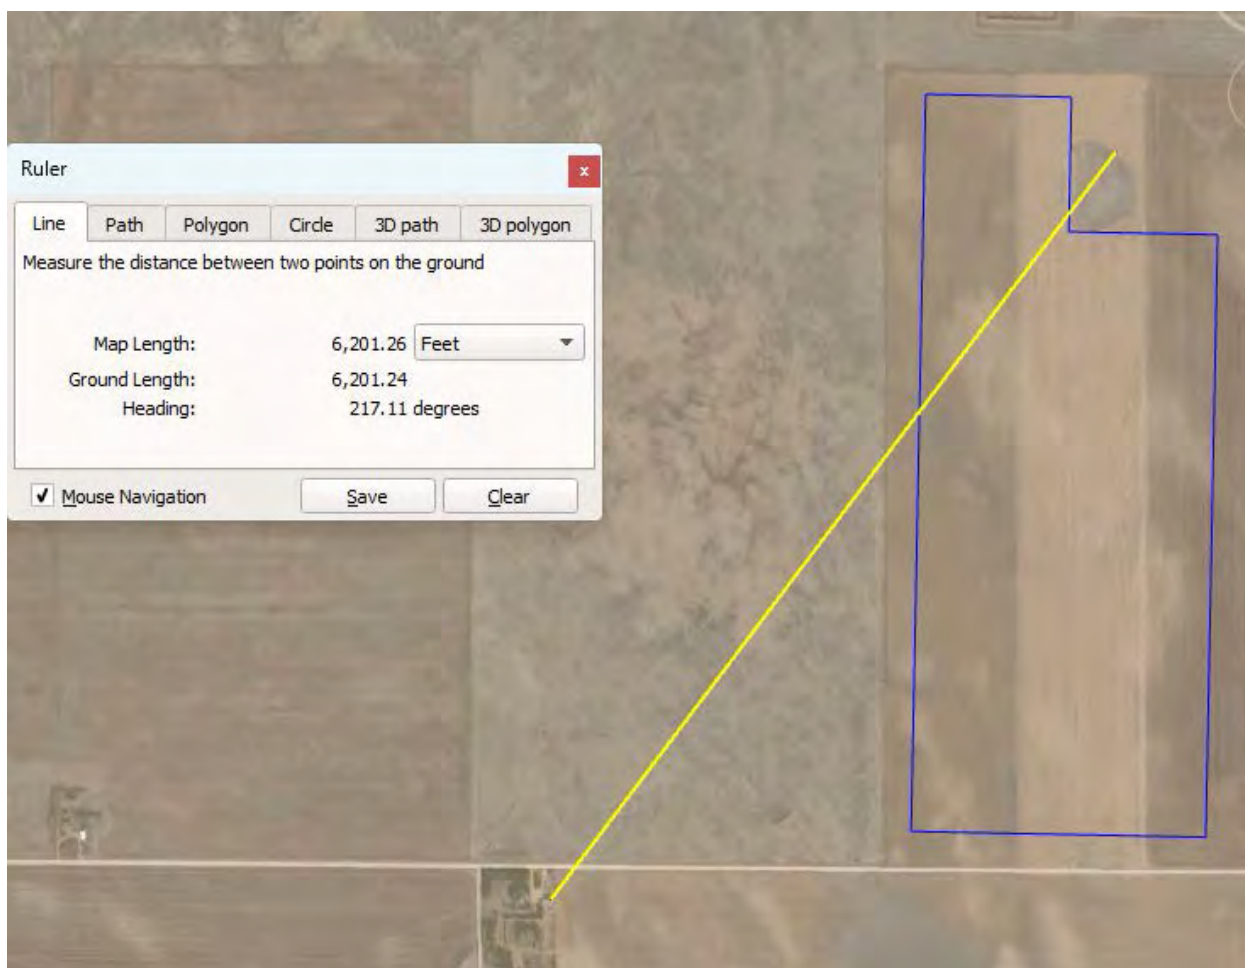 Ruler
x
Line Path Polygon Circle 3D path 3D polygon
Measure the distance between two points on the ground
Map Length: 6,201.26 Feet
Ground Length: 6,201.24
Heading: 217.11 degrees
Mouse Navigation Save Clear